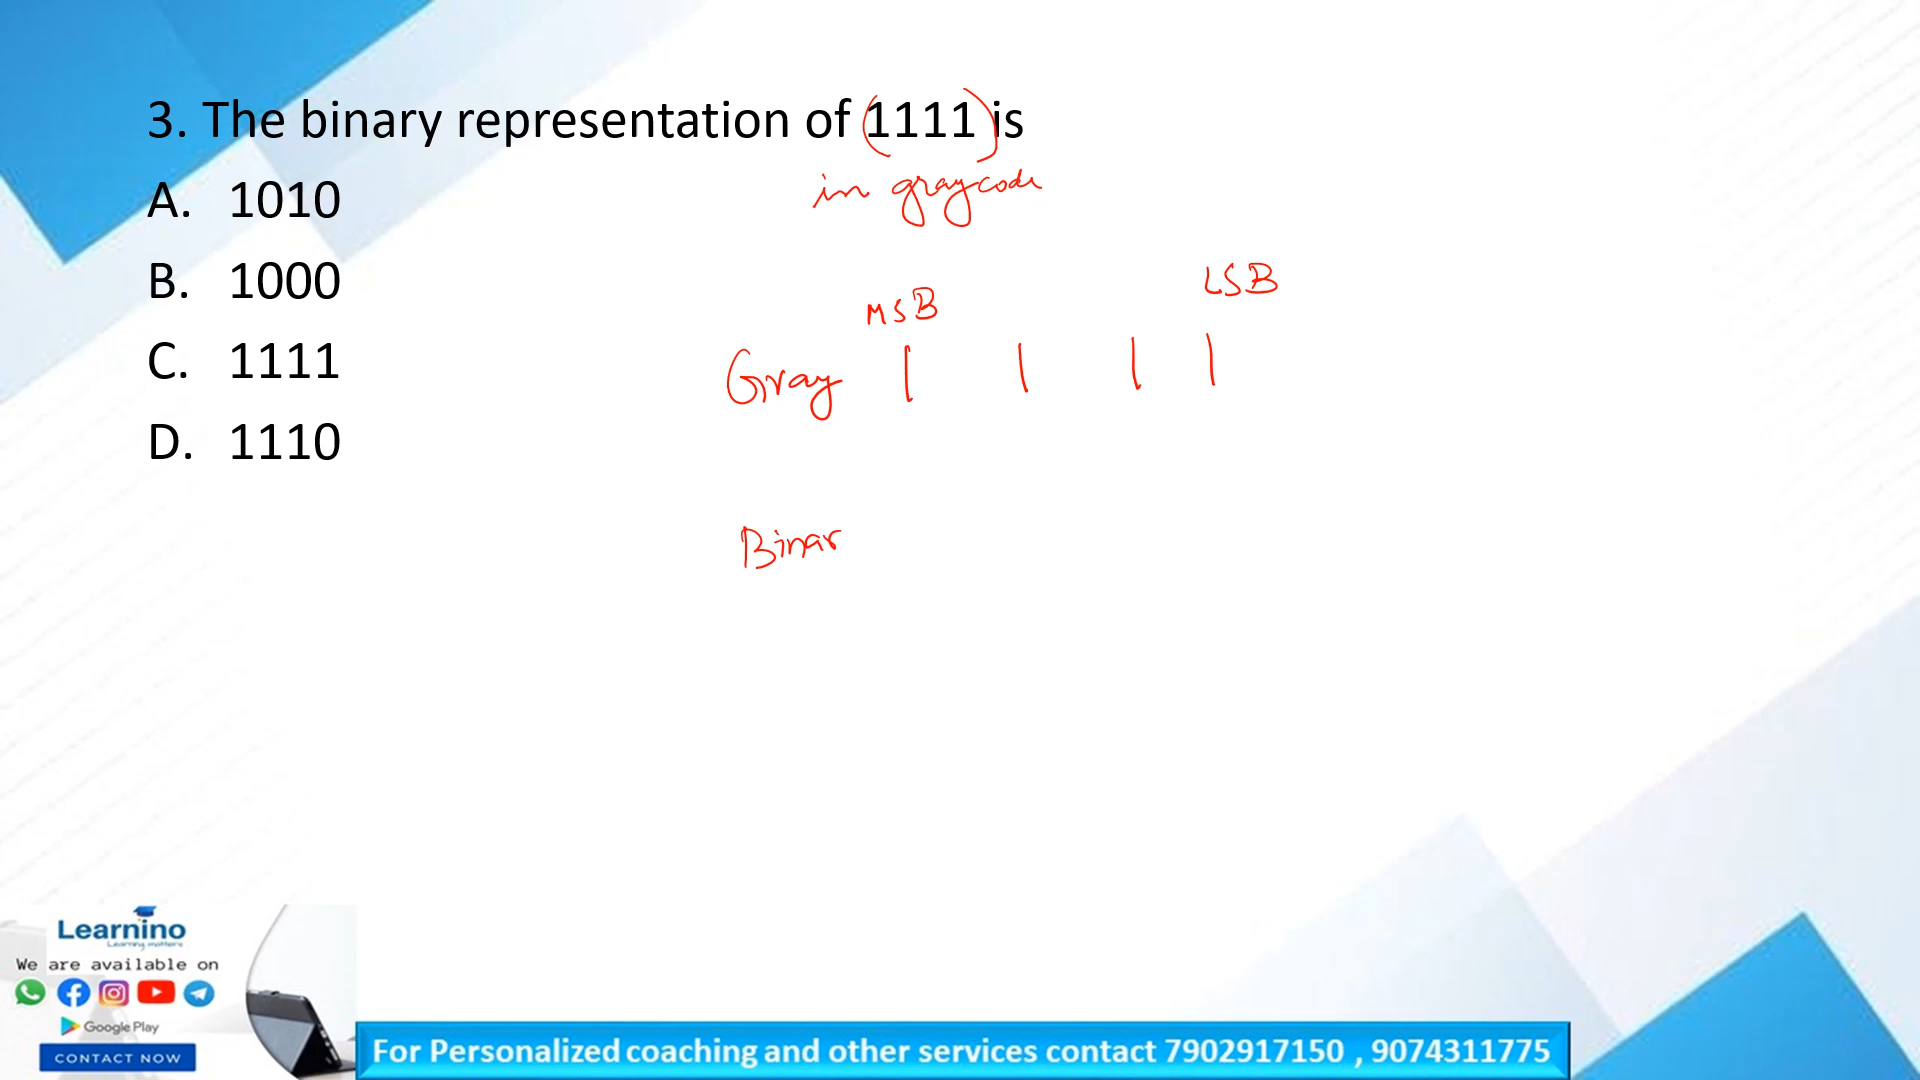 3. The binary representation of (1111) is
in graycode
A. 1010
B. 1000
C. 1111
D. 1110
MSB LSB
Gray 1 1 1 1
Binar
Learnino
Learning matters
We are available on
Google Play
CONTACT NOW
For Personalized coaching and other services contact 7902917150 , 9074311775